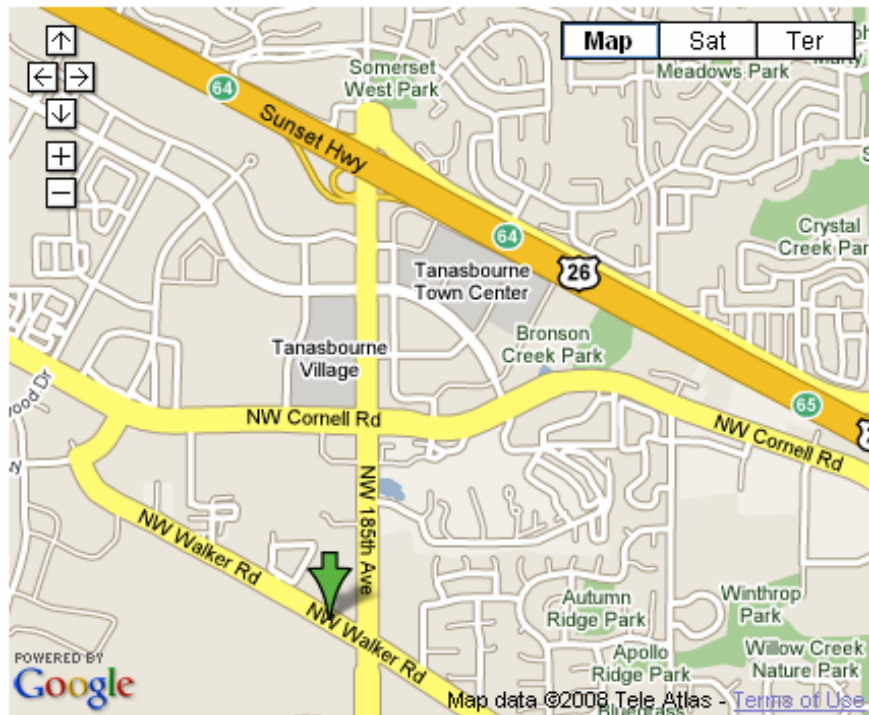 Map
Sat
Ter
Somerset
West Park
Meadows Park
64
Sunset Hwy
Crystal
64
26
Tanasbourne
Town Center
Bronson
Creek Park
Tanasbourne
Village
65
NW Cornell Rd
NW Cornell Rd
NW 185th Ave
NW Walker Rd
NW Walker Rd
Autumn
Ridge Park
Winthrop
Park
Apollo
Ridge Park
Willow Creek
Nature Park
POWERED BY
Google
Map data ©2008 Tele Atlas - Terms of Use